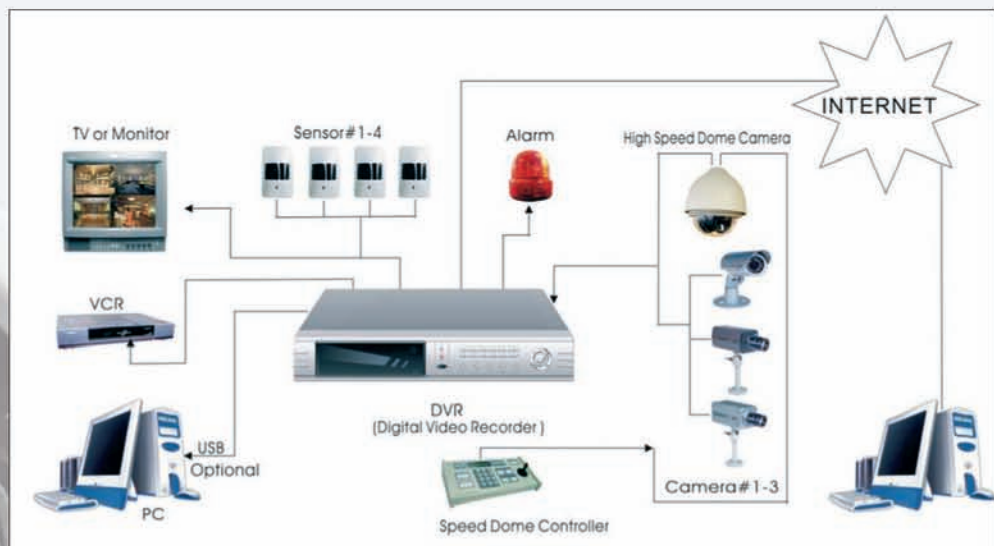 INTERNET
TV or Monitor
Sensor#1-4
Alarm
High Speed Dome Camera
VCR
DVR
(Digital Video Recorder )
USB
Optional
PC
Camera#1-3
Speed Dome Controller